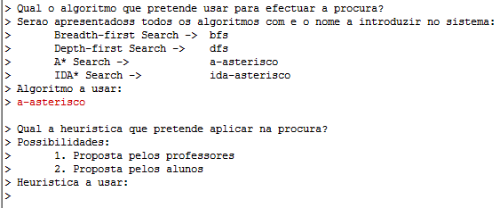 > Qual o algoritmo que pretende usar para efectuar a procura?
> Serao apresentadoss todos os algoritmos com e o nome a introduzir no sistema:
> Breadth-first Search -> bfs
> Depth-first Search -> dfs
> A* Search -> a-asterisco
> IDA* Search -> ida-asterisco
> Algoritmo a usar:
> a-asterisco
> Qual a heuristica que pretende aplicar na procura?
> Possibilidades:
> 1. Proposta pelos professores
> 2. Proposta pelos alunos
> Heuristica a usar:
>